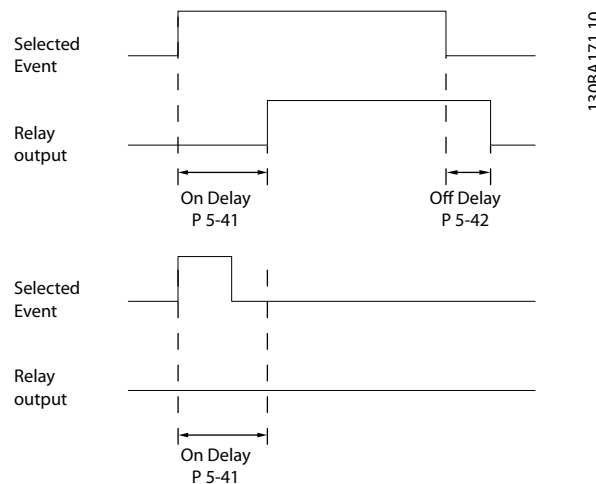 Selected
Event
130BA171.10
Relay
output
On Delay
P 5-41
Off Delay
P 5-42
Selected
Event
Relay
output
On Delay
P 5-41